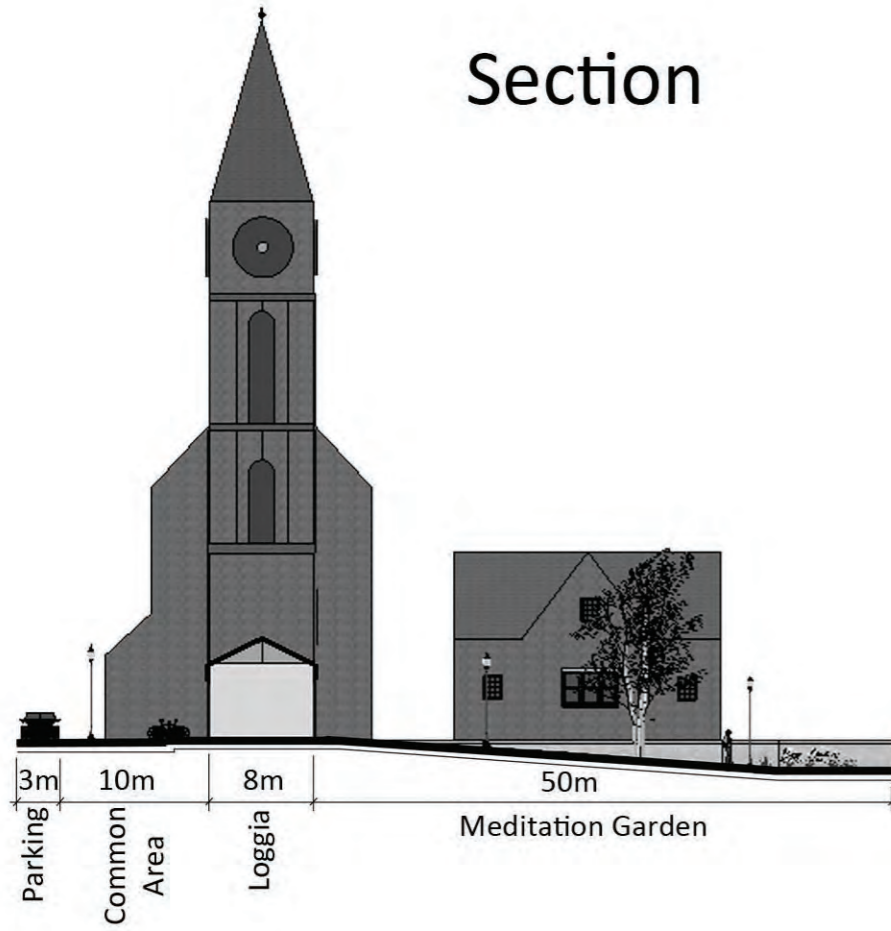 Section
3m
10m
8m
50m
Parking
Common
Area
Loggia
Meditation Garden